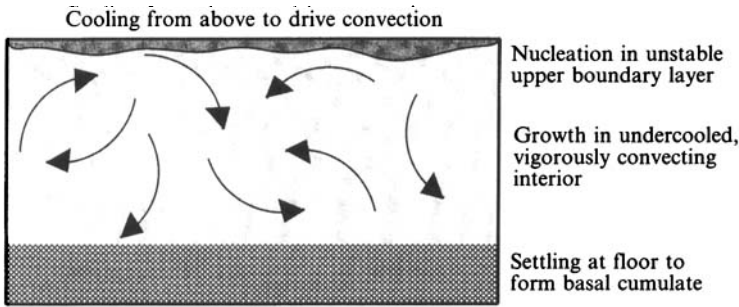 Cooling from above to drive convection
Nucleation in unstable
upper boundary layer
Growth in undercooled,
vigorously convecting
interior
Settling at floor to
form basal cumulate